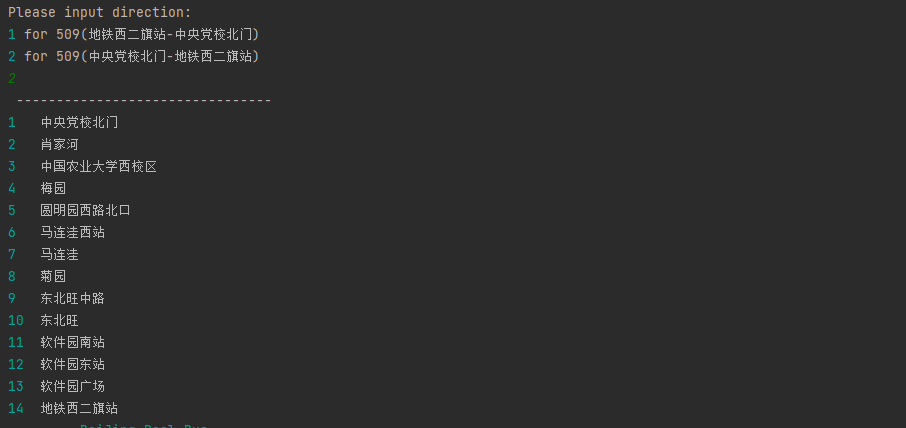 Please input direction:
1 for 509(地铁西二旗站-中央党校北门)
2 for 509(中央党校北门-地铁西二旗站)
2
--------------------------------
1 中央党校北门
2 肖家河
3 中国农业大学西校区
4 梅园
5 圆明园西路北口
6 马连洼西站
7 马连洼
8 菊园
9 东北旺中路
10 东北旺
11 软件园南站
12 软件园东站
13 软件园广场
14 地铁西二旗站